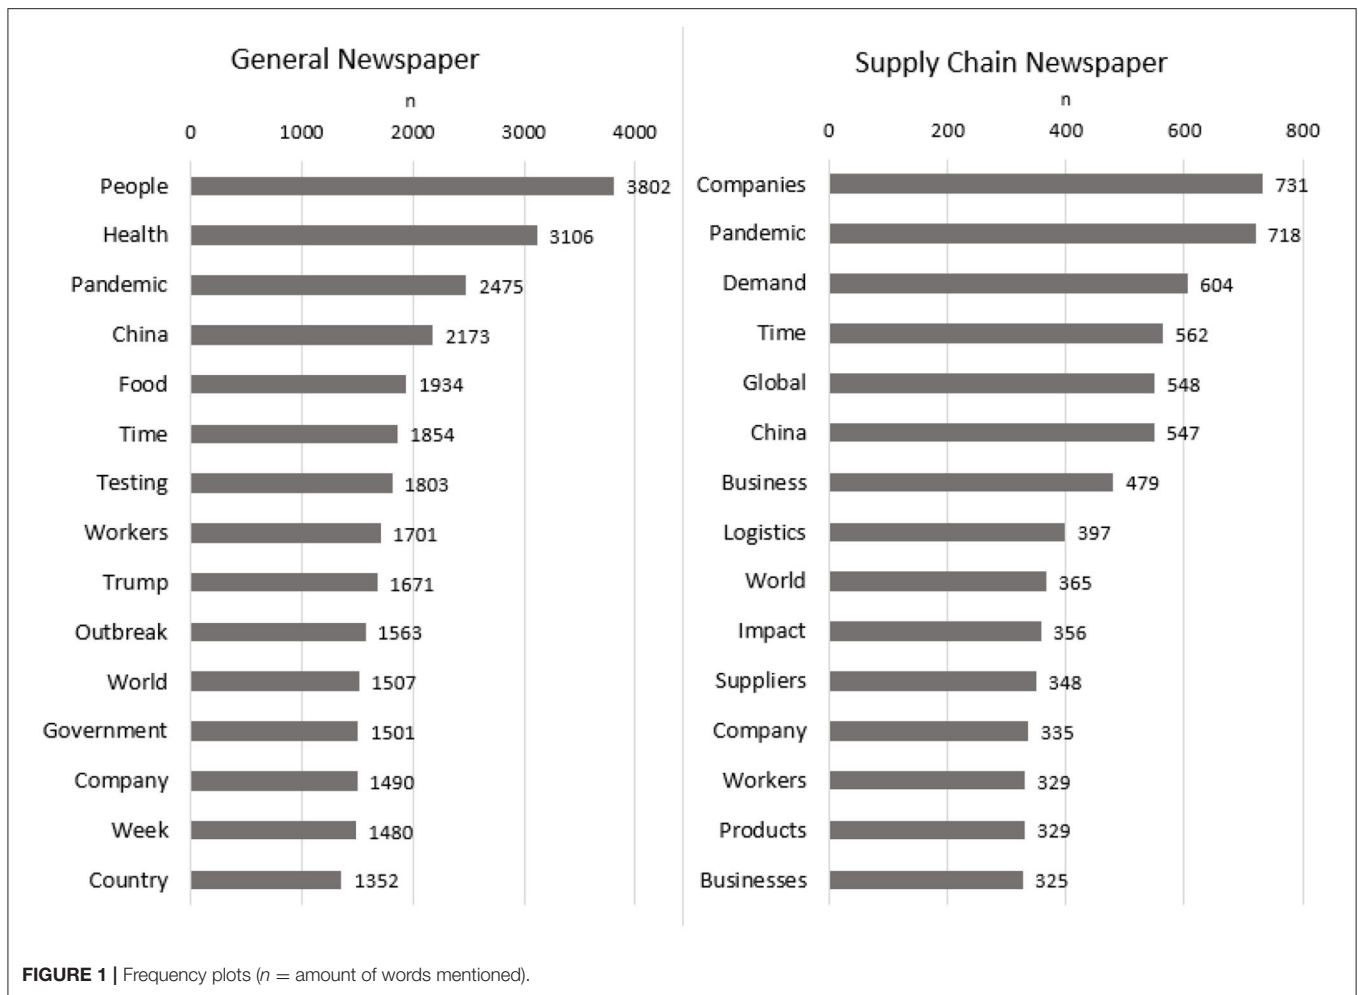 General Newspaper
n
0 1000 2000 3000 4000
People 3802
Health 3106
Pandemic 2475
China 2173
Food 1934
Time 1854
Testing 1803
Workers 1701
Trump 1671
Outbreak 1563
World 1507
Government 1501
Company 1490
Week 1480
Country 1352
Supply Chain Newspaper
n
0 200 400 600 800
Companies 731
Pandemic 718
Demand 604
Time 562
Global 548
China 547
Business 479
Logistics 397
World 365
Impact 356
Suppliers 348
Company 335
Workers 329
Products 329
Businesses 325
FIGURE 1 | Frequency plots (n = amount of words mentioned).